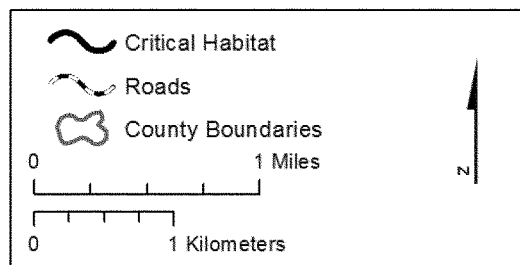 Critical Habitat
Roads
County Boundaries
0 1 Miles
0 1 Kilometers
N